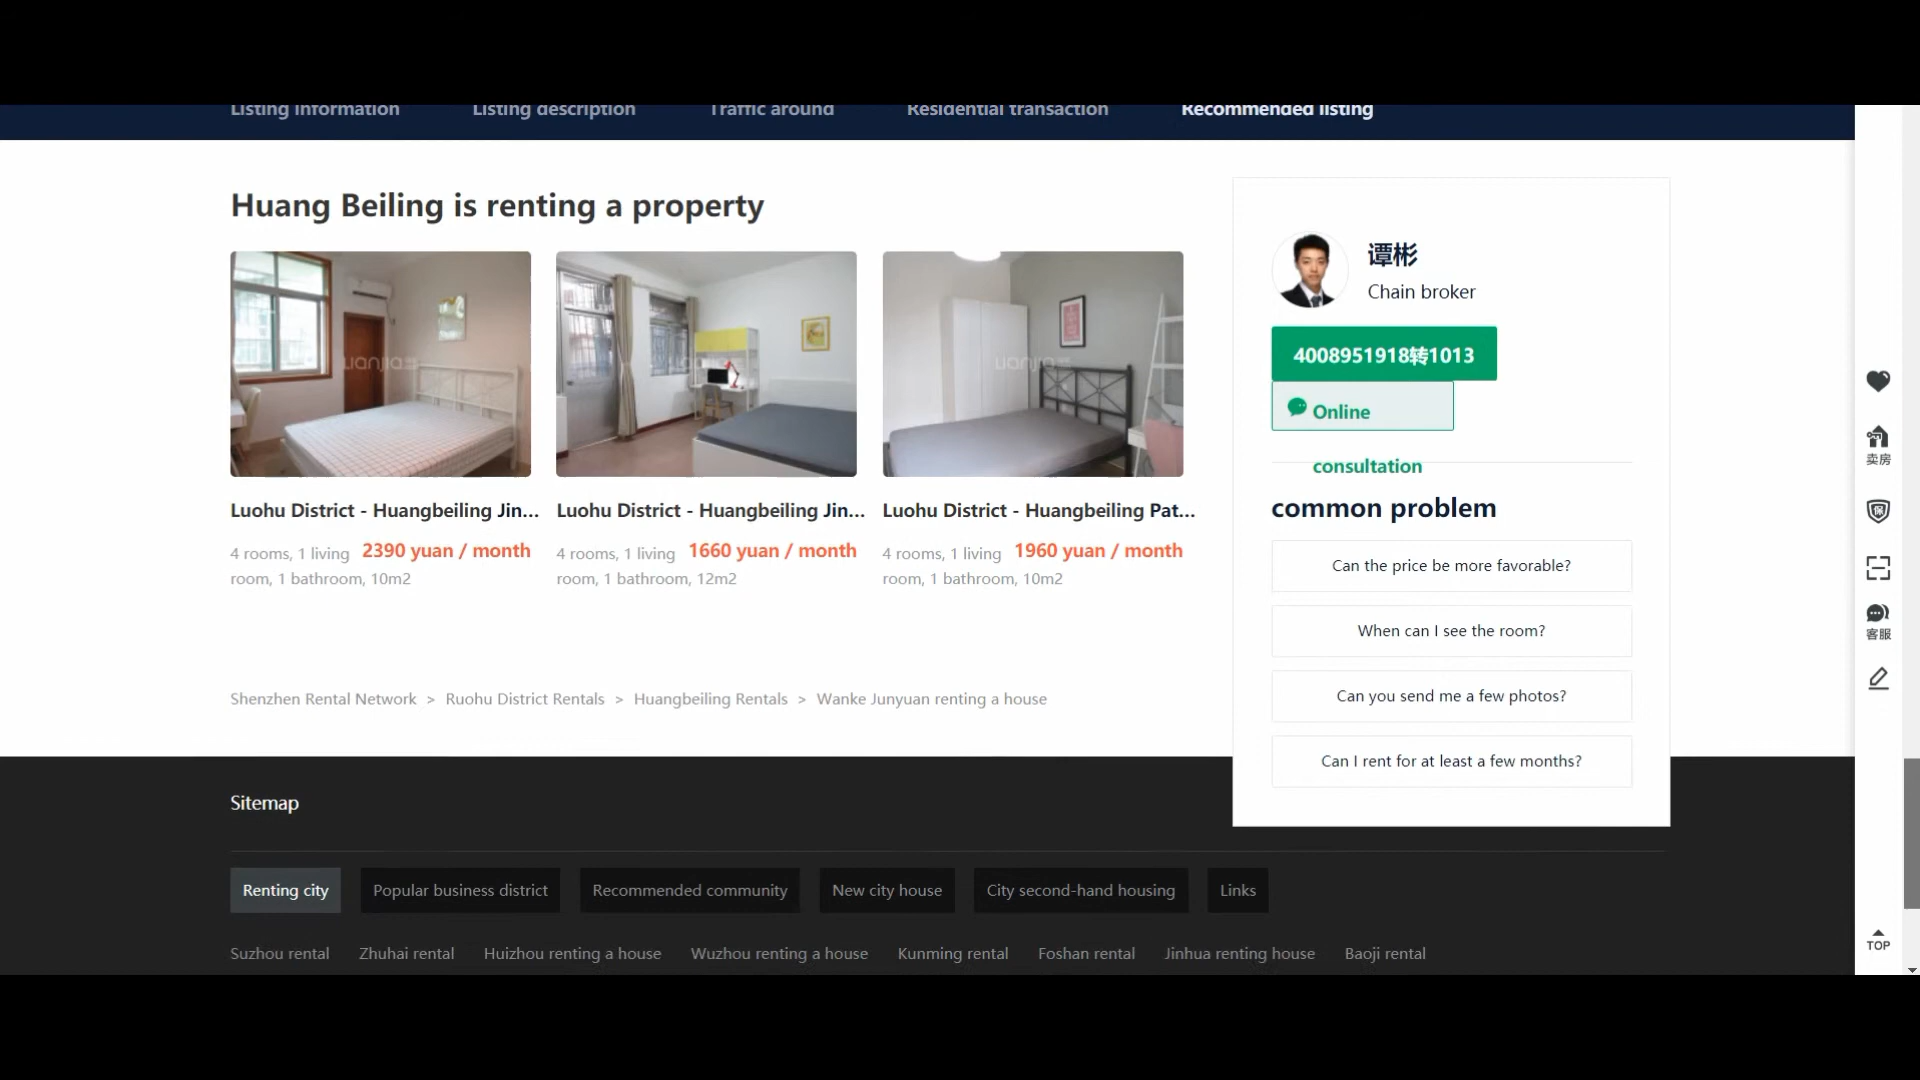 Listing information Listing description Traffic around Residential transaction Recommended listing
Huang Beiling is renting a property
Luohu District - Huangbeiling Jin...
4 rooms, 1 living room, 1 bathroom, 10m2
2390 yuan / month
Luohu District - Huangbeiling Jin...
4 rooms, 1 living room, 1 bathroom, 12m2
1660 yuan / month
Luohu District - Huangbeiling Pat...
4 rooms, 1 living room, 1 bathroom, 10m2
1960 yuan / month
谭彬
Chain broker
4008951918转1013
Online
consultation
common problem
Can the price be more favorable?
When can I see the room?
Can you send me a few photos?
Can I rent for at least a few months?
卖房
保
客服
TOP
Shenzhen Rental Network > Ruohu District Rentals > Huangbeiling Rentals > Wanke Junyuan renting a house
Sitemap
Renting city Popular business district Recommended community New city house City second-hand housing Links
Suzhou rental Zhuhai rental Huizhou renting a house Wuzhou renting a house Kunming rental Foshan rental Jinhua renting house Baoji rental